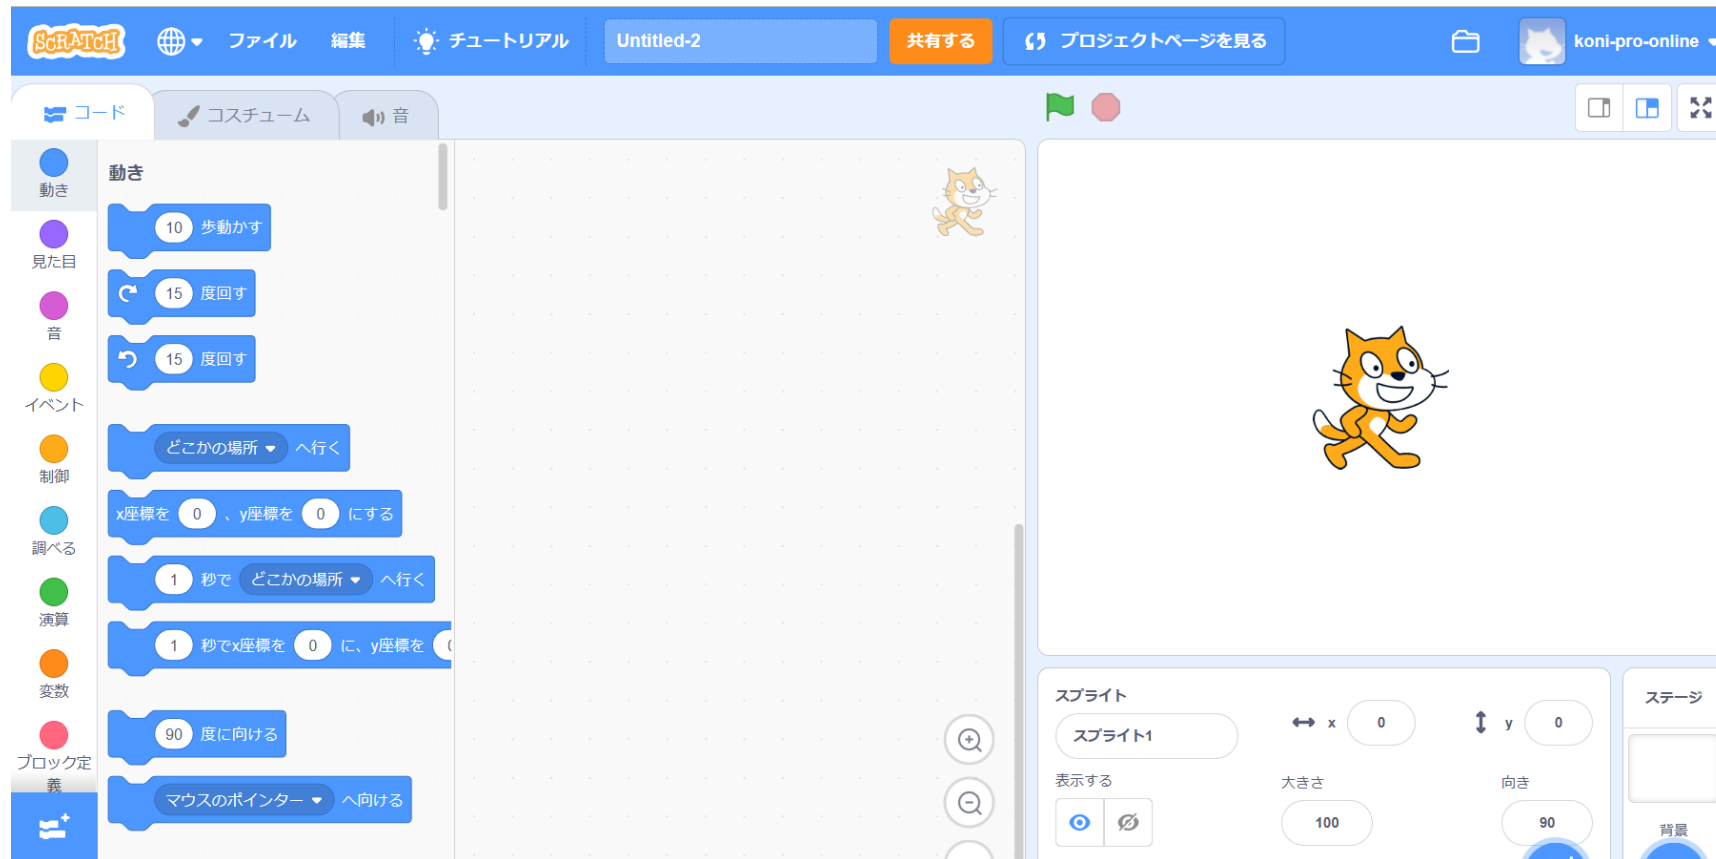 SCRATCH
ファイル
編集
チュートリアル
Untitled-2
共有する
プロジェクトページを見る
koni-pro-online
コード
コスチューム
音
動き
見た目
音
イベント
制御
調べる
演算
変数
ブロック定義
動き
10 歩動かす
15 度回す
15 度回す
どこかの場所 へ行く
x座標を 0 、y座標を 0 にする
1 秒で どこかの場所 へ行く
1 秒でx座標を 0 に、y座標を
90 度に向ける
マウスのポインター へ向ける
スプライト
スプライト1
x 0
y 0
表示する
大きさ
100
向き
90
ステージ
背景